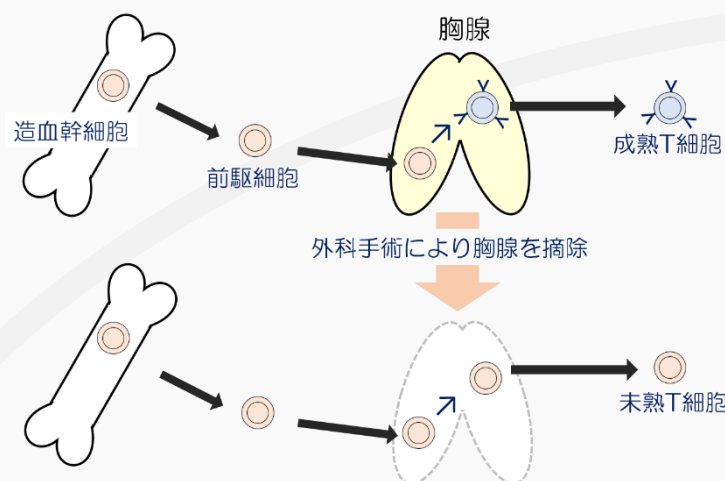 胸腺
造血幹細胞
前駆細胞
成熟T細胞
外科手術により胸腺を摘除
未熟T細胞